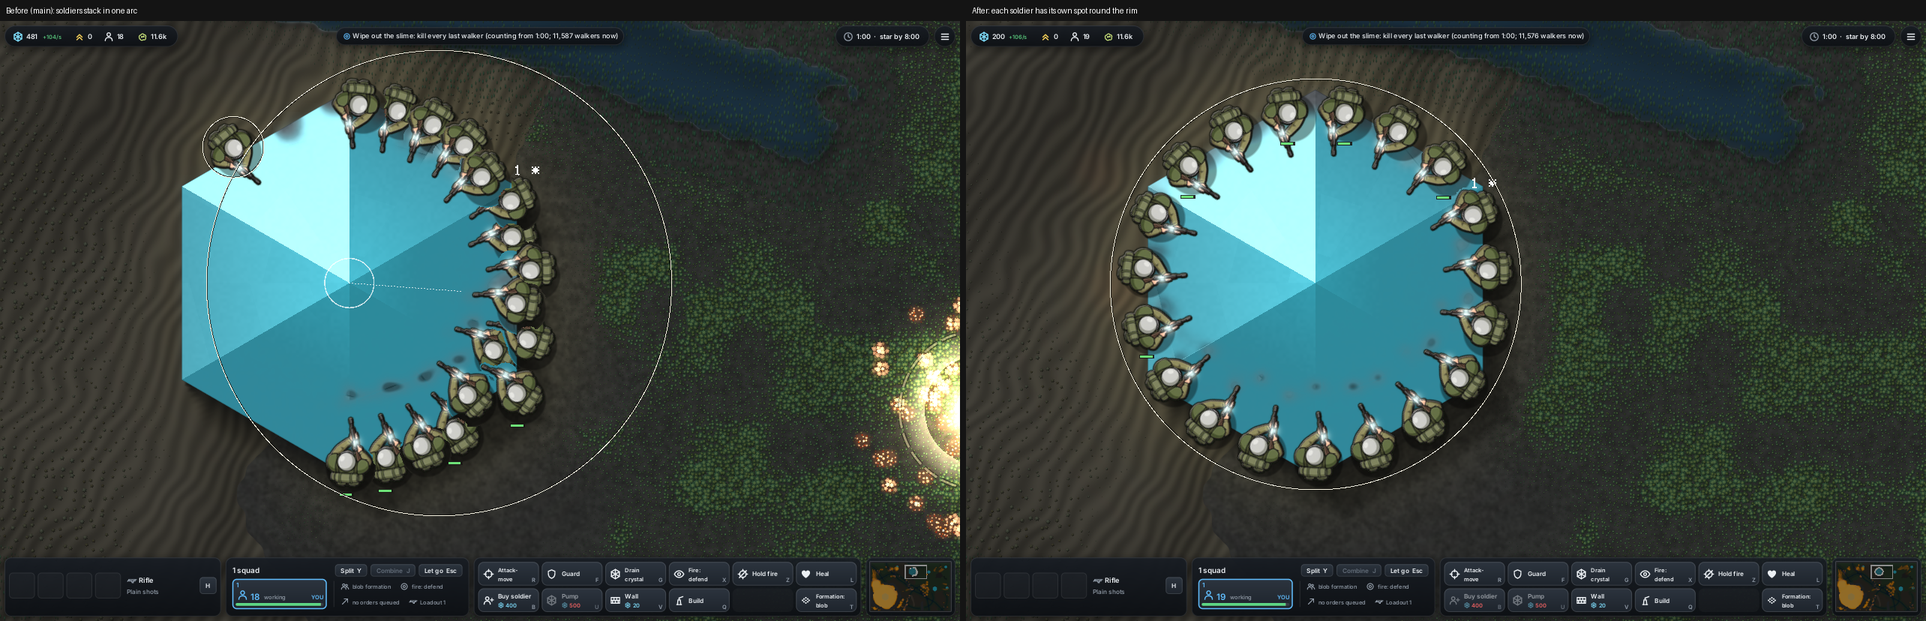 Before (main): soldiers stack in one arc
481 +104/s 0 18 11.6k
Wipe out the slime: kill every last walker (counting from 1:00; 11,587 walkers now)
1:00 · star by 8:00
1
Rifle
Plain shots
H
1 squad
Split Y
Combine J
Let go Esc
1
18 working YOU
blob formation
fire: defend
no orders queued
Loadout 1
Attack-move R
Guard F
Drain crystal G
Fire: defend X
Hold fire Z
Heal L
Buy soldier 400 B
Pump 500 U
Wall 20 V
Build Q
Formation: blob T
After: each soldier has its own spot round the rim
200 +106/s 0 19 11.6k
Wipe out the slime: kill every last walker (counting from 1:00; 11,576 walkers now)
1:00 · star by 8:00
1
Rifle
Plain shots
H
1 squad
Split Y
Combine J
Let go Esc
1
19 working YOU
blob formation
fire: defend
no orders queued
Loadout 1
Attack-move R
Guard F
Drain crystal G
Fire: defend X
Hold fire Z
Heal L
Buy soldier 400 B
Pump 500 U
Wall 20 V
Build Q
Formation: blob T